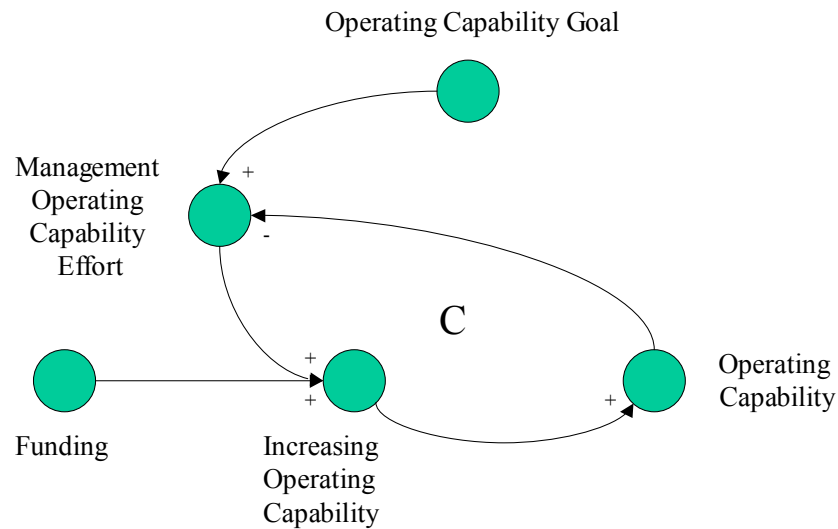 Operating Capability Goal
Management
Operating
Capability
Effort
+
-
C
+
+
+
Operating
Capability
Funding
Increasing
Operating
Capability